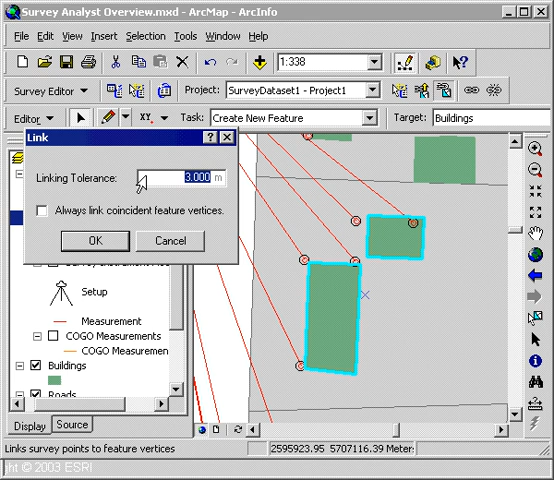 Survey Analyst Overview.mxd - ArcMap - ArcInfo
File Edit View Insert Selection Tools Window Help
1:338
Survey Editor Project: SurveyDataset1 - Project1
Editor XY Task: Create New Feature Target: Buildings
Link
Linking Tolerance: 3.000 m
Always link coincident feature vertices.
OK Cancel
Setup
Measurement
COGO Measurements
COGO Measuremen
Buildings
Roads
Display Source
Links survey points to feature vertices 2595923.95 5707116.39 Meters
ght © 2003 ESRI